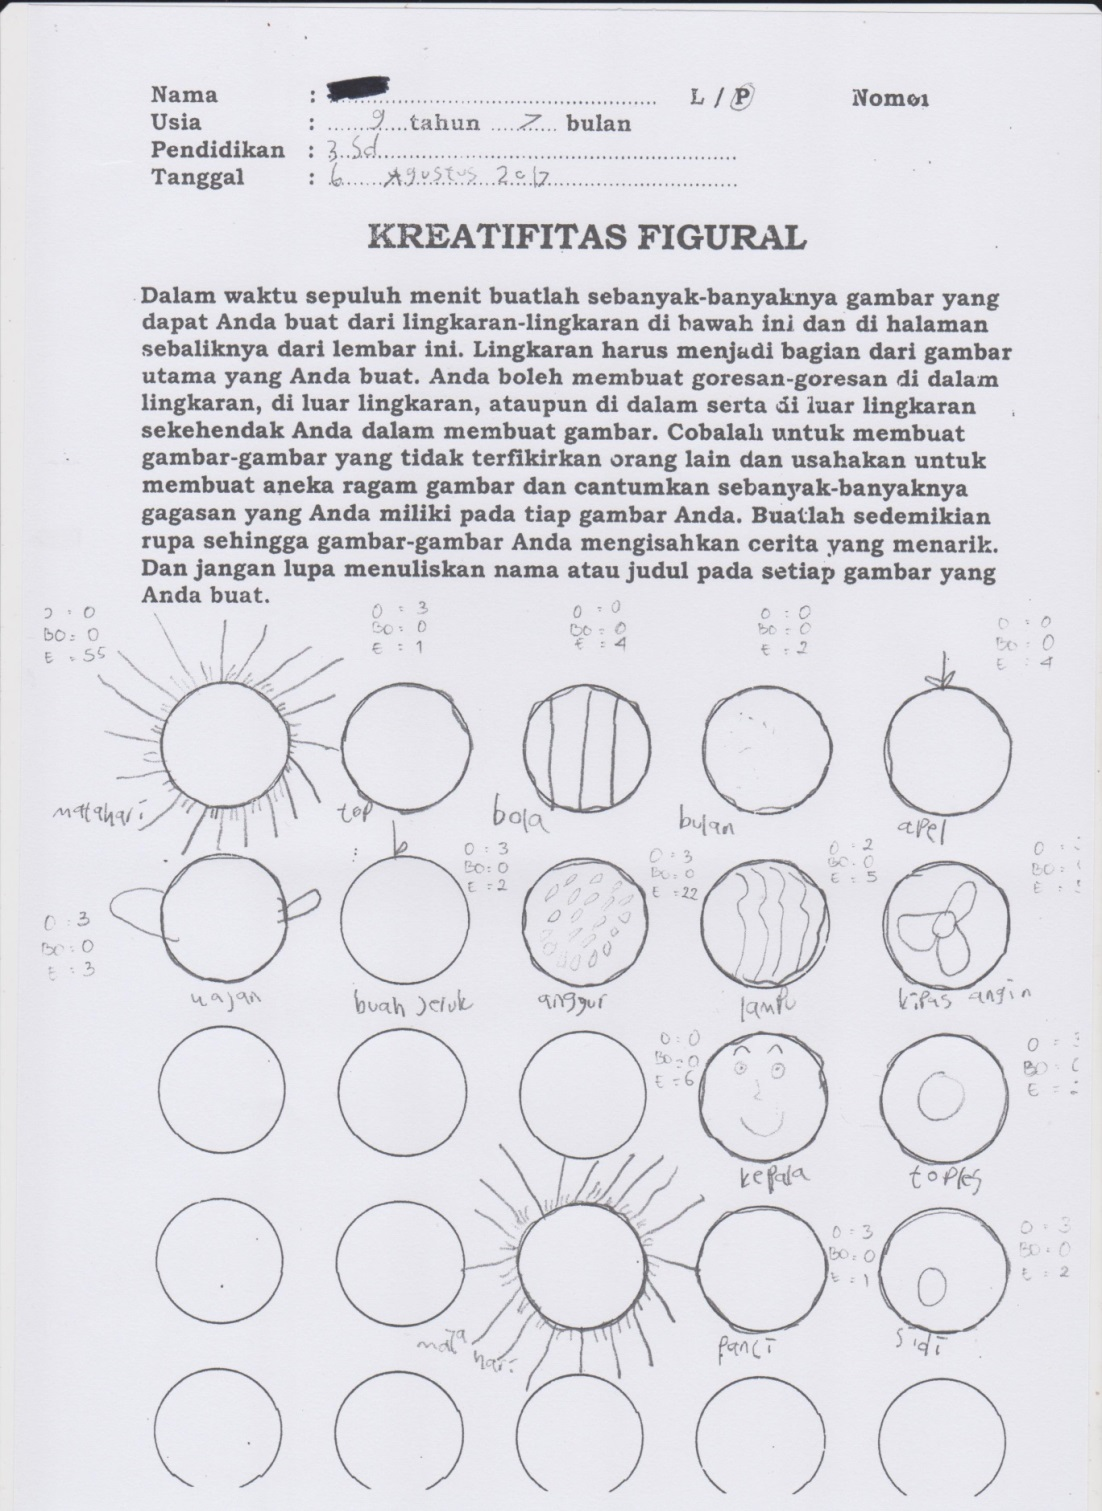 Nama : L / P Nomor
Usia : 9 tahun 7 bulan
Pendidikan : 3 Sd
Tanggal : 6 Agustus 2017
KREATIFITAS FIGURAL
Dalam waktu sepuluh menit buatlah sebanyak-banyaknya gambar yang
dapat Anda buat dari lingkaran-lingkaran di bawah ini dan di halaman
sebaliknya dari lembar ini. Lingkaran harus menjadi bagian dari gambar
utama yang Anda buat. Anda boleh membuat goresan-goresan di dalam
lingkaran, di luar lingkaran, ataupun di dalam serta di luar lingkaran
sekehendak Anda dalam membuat gambar. Cobalah untuk membuat
gambar-gambar yang tidak terfikirkan orang lain dan usahakan untuk
membuat aneka ragam gambar dan cantumkan sebanyak-banyaknya
gagasan yang Anda miliki pada tiap gambar Anda. Buatlah sedemikian
rupa sehingga gambar-gambar Anda mengisahkan cerita yang menarik.
Dan jangan lupa menuliskan nama atau judul pada setiap gambar yang
Anda buat.
O : 0 O : 3 O : 0 O : 0 O : 0
BO : 0 BO : 0 BO : 0 BO : 0 BO : 0
E : 55 E : 1 E : 4 E : 2 E : 4
matahari top bola bulan apel
O : 3 O : 3 O : 3 O : 2 O :
BO : 0 BO : 0 BO : 0 BO : 0 BO :
E : 3 E : 2 E : 22 E : 5 E :
wajan buah jeruk anggur lampu kipas angin
O : 0 O :
BO : 0 BO :
E : 6 E :
kepala toples
O : 3 O : 3
BO : 0 BO : 0
E : 1 E : 2
mata hari panci sidi